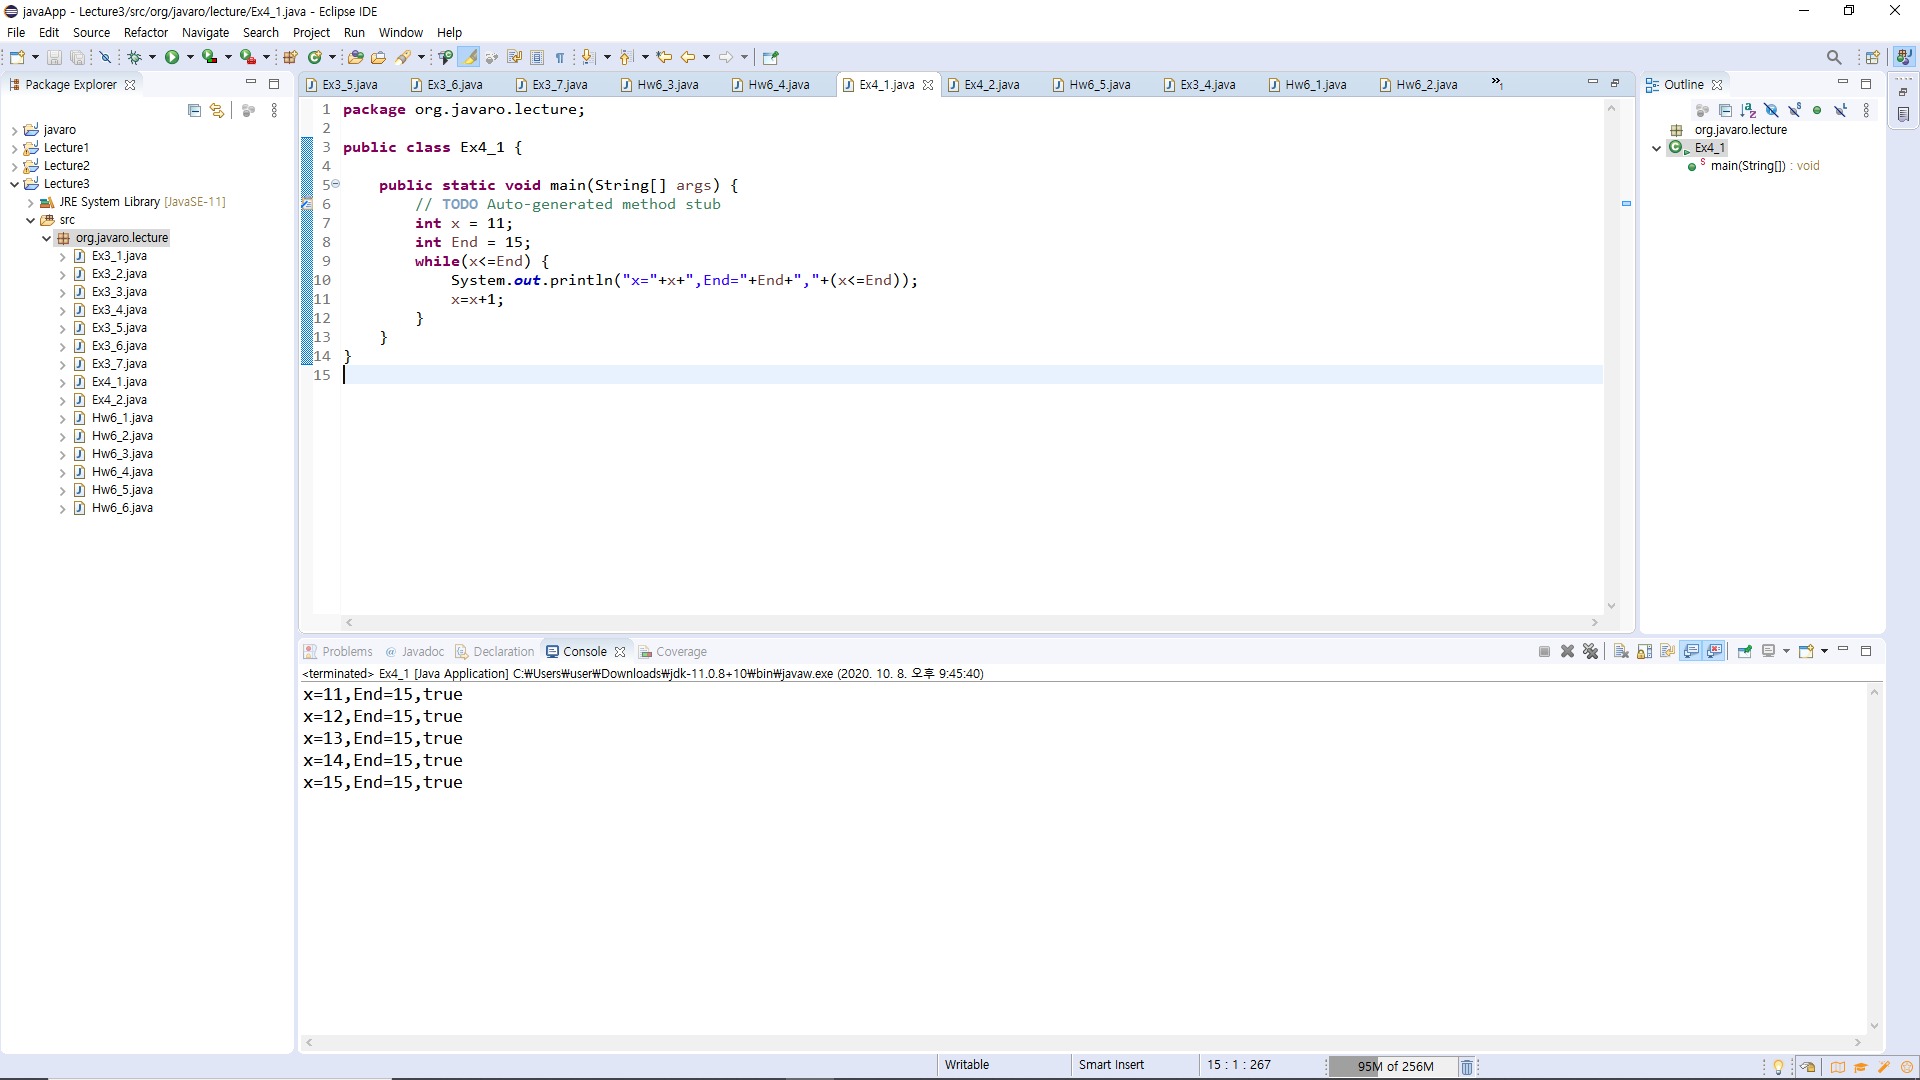 javaApp - Lecture3/src/org/javaro/lecture/Ex4_1.java - Eclipse IDE
File Edit Source Refactor Navigate Search Project Run Window Help
Package Explorer
javaro
Lecture1
Lecture2
Lecture3
JRE System Library [JavaSE-11]
src
org.javaro.lecture
Ex3_1.java
Ex3_2.java
Ex3_3.java
Ex3_4.java
Ex3_5.java
Ex3_6.java
Ex3_7.java
Ex4_1.java
Ex4_2.java
Hw6_1.java
Hw6_2.java
Hw6_3.java
Hw6_4.java
Hw6_5.java
Hw6_6.java
Ex3_5.java Ex3_6.java Ex3_7.java Hw6_3.java Hw6_4.java Ex4_1.java Ex4_2.java Hw6_5.java Ex3_4.java Hw6_1.java Hw6_2.java »1
1 package org.javaro.lecture;
2
3 public class Ex4_1 {
4
5 public static void main(String[] args) {
6 // TODO Auto-generated method stub
7 int x = 11;
8 int End = 15;
9 while(x<=End) {
10 System.out.println("x="+x+",End="+End+","+(x<=End));
11 x=x+1;
12 }
13 }
14 }
15
Outline
org.javaro.lecture
Ex4_1
main(String[]) : void
Problems @ Javadoc Declaration Console Coverage
<terminated> Ex4_1 [Java Application] C:₩Users₩user₩Downloads₩jdk-11.0.8+10₩bin₩javaw.exe (2020. 10. 8. 오후 9:45:40)
x=11,End=15,true
x=12,End=15,true
x=13,End=15,true
x=14,End=15,true
x=15,End=15,true
Writable Smart Insert 15 : 1 : 267 95M of 256M